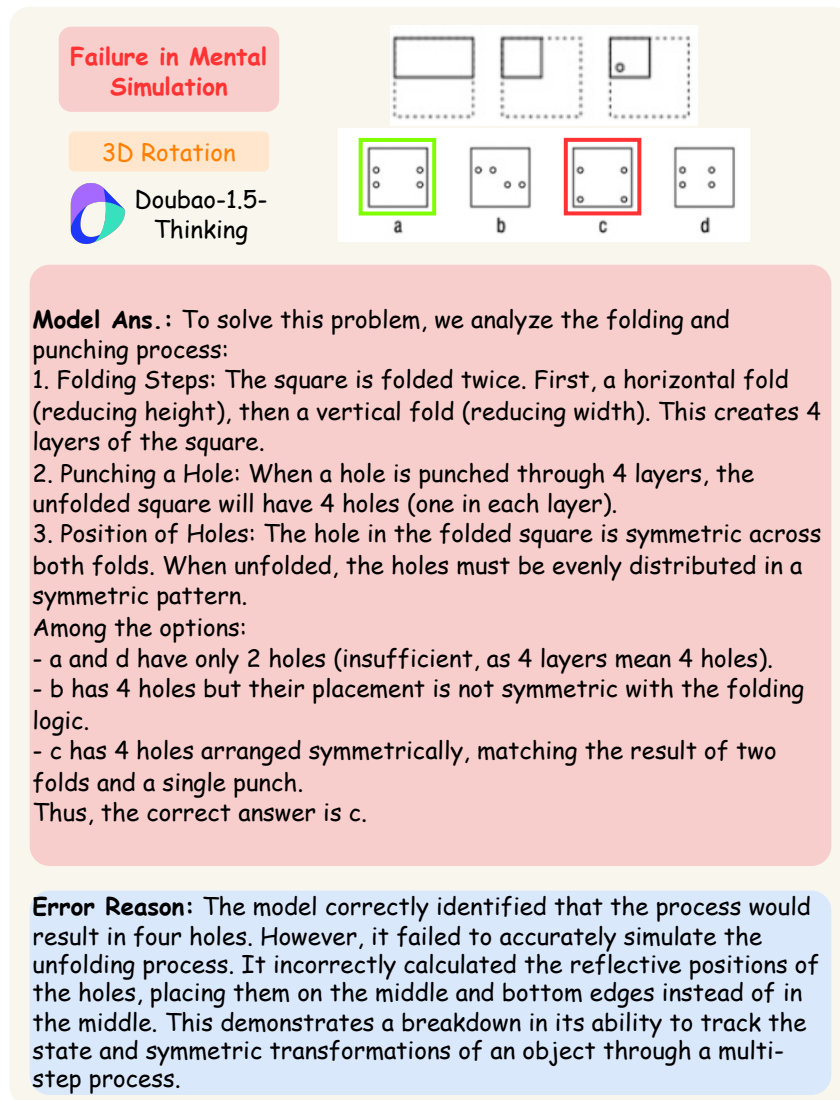 Failure in Mental
Simulation
3D Rotation
Doubao-1.5-
Thinking
a b c d
Model Ans.: To solve this problem, we analyze the folding and
punching process:
1. Folding Steps: The square is folded twice. First, a horizontal fold
(reducing height), then a vertical fold (reducing width). This creates 4
layers of the square.
2. Punching a Hole: When a hole is punched through 4 layers, the
unfolded square will have 4 holes (one in each layer).
3. Position of Holes: The hole in the folded square is symmetric across
both folds. When unfolded, the holes must be evenly distributed in a
symmetric pattern.
Among the options:
- a and d have only 2 holes (insufficient, as 4 layers mean 4 holes).
- b has 4 holes but their placement is not symmetric with the folding
logic.
- c has 4 holes arranged symmetrically, matching the result of two
folds and a single punch.
Thus, the correct answer is c.
Error Reason: The model correctly identified that the process would
result in four holes. However, it failed to accurately simulate the
unfolding process. It incorrectly calculated the reflective positions of
the holes, placing them on the middle and bottom edges instead of in
the middle. This demonstrates a breakdown in its ability to track the
state and symmetric transformations of an object through a multi-
step process.